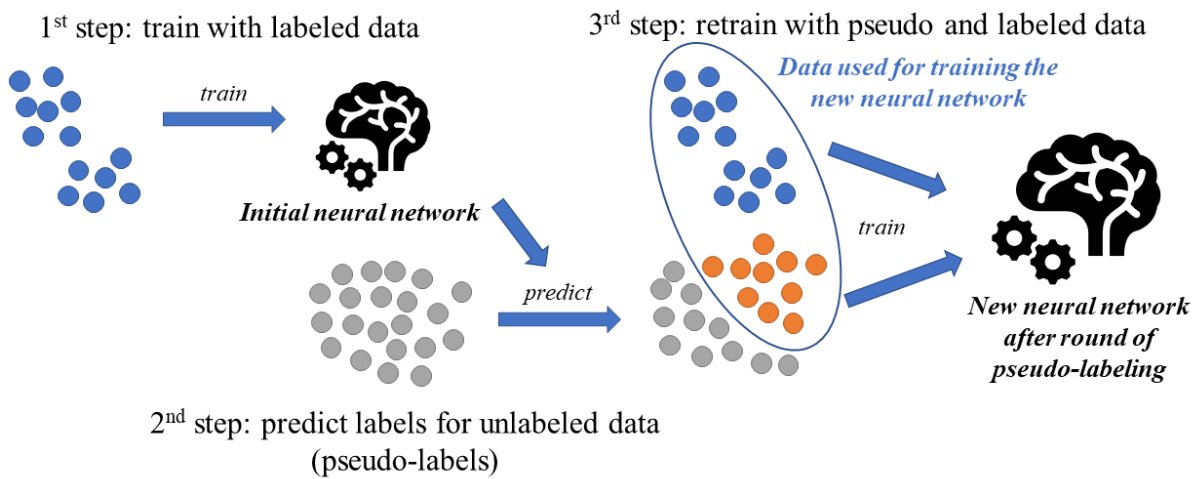 1st step: train with labeled data
train
Initial neural network
predict
2nd step: predict labels for unlabeled data
(pseudo-labels)
3rd step: retrain with pseudo and labeled data
Data used for training the
new neural network
train
New neural network
after round of
pseudo-labeling